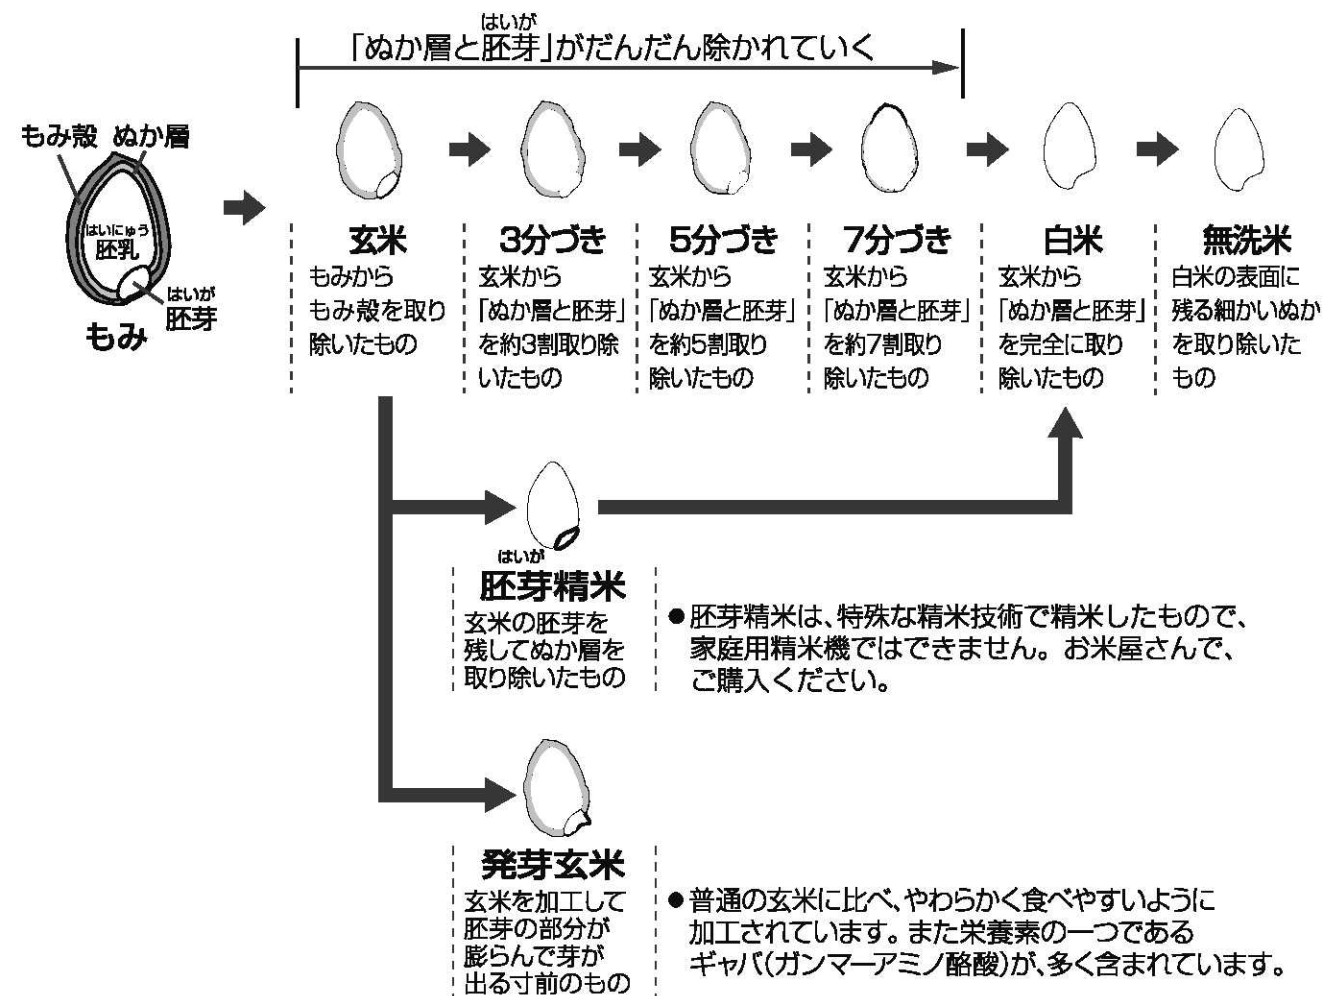 はいが
「ぬか層と胚芽」がだんだん除かれていく
もみ殻 ぬか層
はいにゅう
胚乳
はいが
胚芽
もみ
玄米
もみから
もみ殻を取り
除いたもの
3分づき
玄米から
「ぬか層と胚芽」
を約3割取り除
いたもの
5分づき
玄米から
「ぬか層と胚芽」
を約5割取り
除いたもの
7分づき
玄米から
「ぬか層と胚芽」
を約7割取り
除いたもの
白米
玄米から
「ぬか層と胚芽」
を完全に取り
除いたもの
無洗米
白米の表面に
残る細かいぬか
を取り除いた
もの
はいが
胚芽精米
玄米の胚芽を
残してぬか層を
取り除いたもの
●胚芽精米は、特殊な精米技術で精米したもので、
家庭用精米機ではできません。お米屋さんで、
ご購入ください。
発芽玄米
玄米を加工して
胚芽の部分が
膨らんで芽が
出る寸前のもの
●普通の玄米に比べ、やわらかく食べやすいように
加工されています。また栄養素の一つである
ギャバ(ガンマーアミノ酪酸)が、多く含まれています。